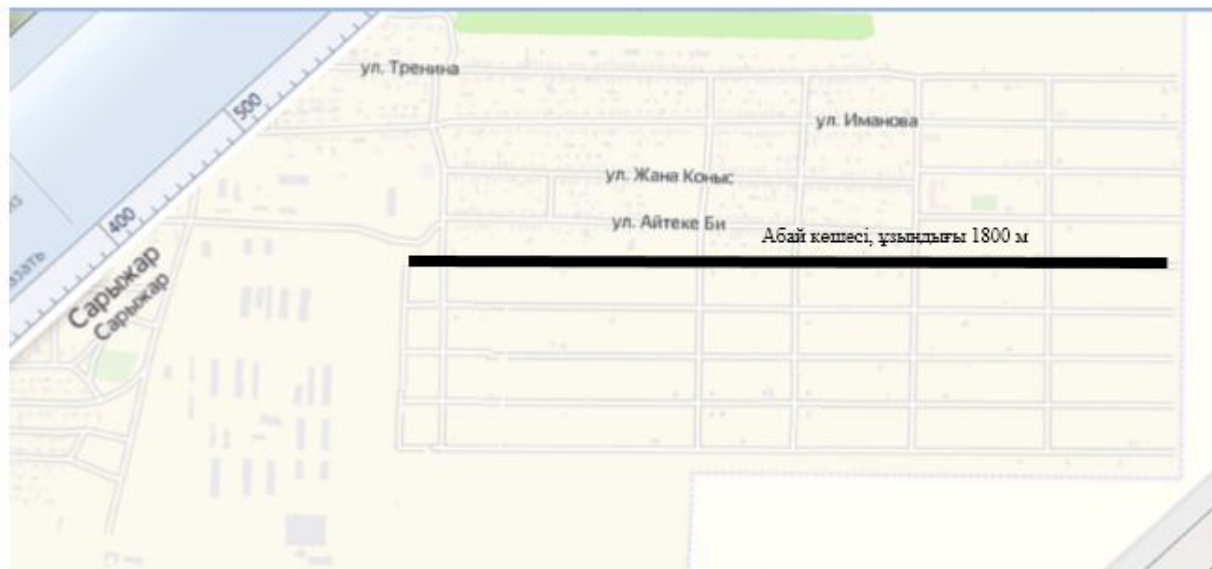 ул. Тренина
500
ул. Иманова
ул. Жана Коныс
400
ул. Айтеке Би
Абай көшесі, ұзындығы 1800 м
Сарыжар
Сарыжар